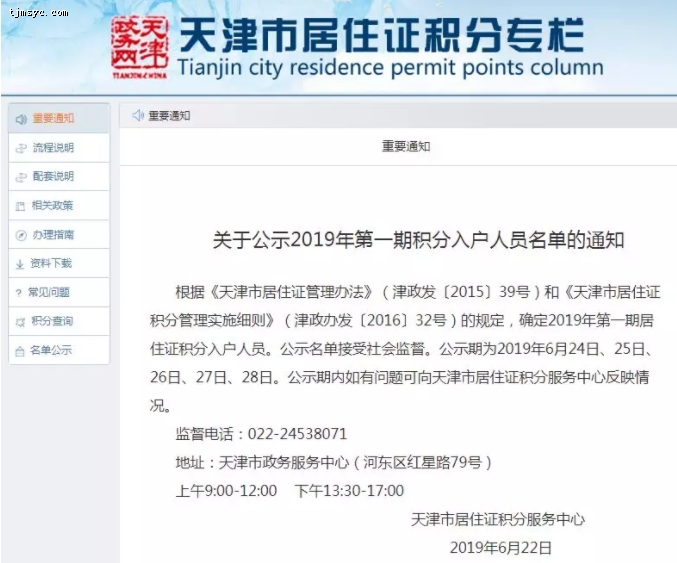 tjmsyc.com
天津
政务网
TIANJIN-CHINA
天津市居住证积分专栏
Tianjin city residence permit points column
重要通知
流程说明
配套说明
相关政策
办理指南
资料下载
常见问题
积分查询
名单公示
重要通知
重要通知
关于公示2019年第一期积分入户人员名单的通知
根据《天津市居住证管理办法》（津政发〔2015〕39号）和《天津市居住证
积分管理实施细则》（津政办发〔2016〕32号）的规定，确定2019年第一期居
住证积分入户人员。公示名单接受社会监督。公示期为2019年6月24日、25日、
26日、27日、28日。公示期内如有问题可向天津市居住证积分服务中心反映情
况。
监督电话：022-24538071
地址：天津市政务服务中心（河东区红星路79号）
上午9:00-12:00 下午13:30-17:00
天津市居住证积分服务中心
2019年6月22日